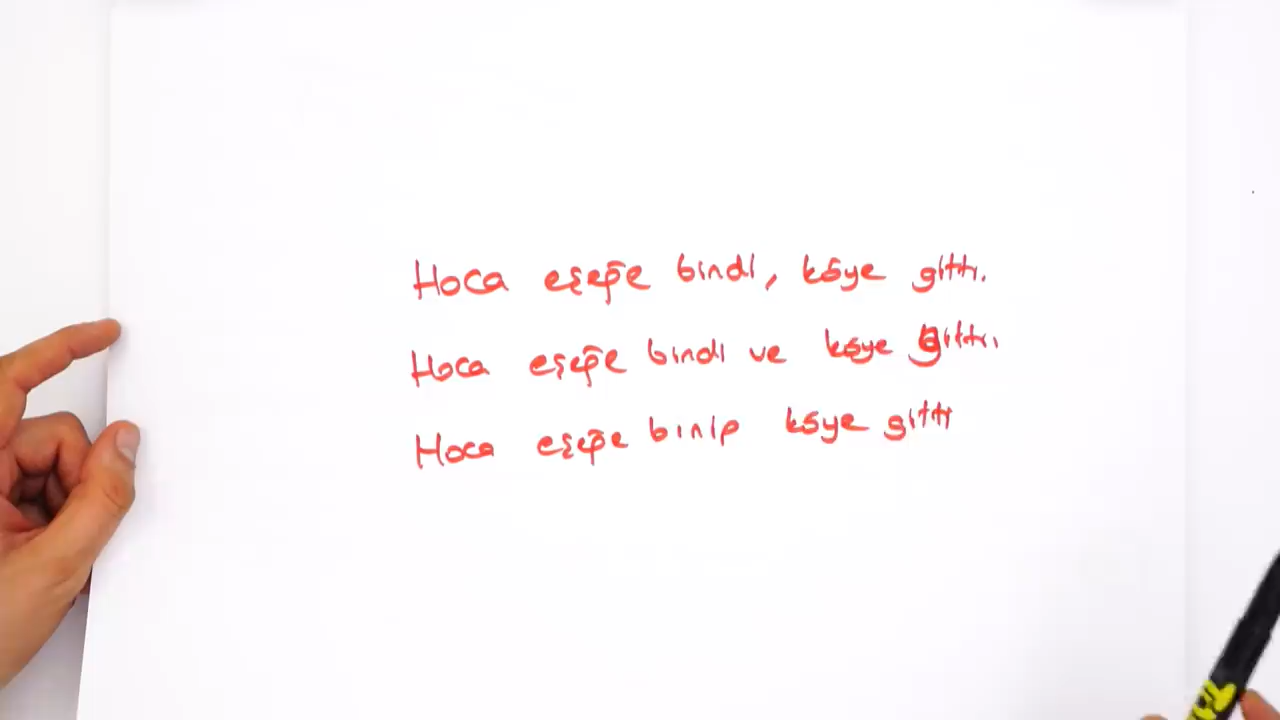 Hoca eşeğe bindi, köye gitti.
Hoca eşeğe bindi ve köye gitti.
Hoca eşeğe binip köye gitti